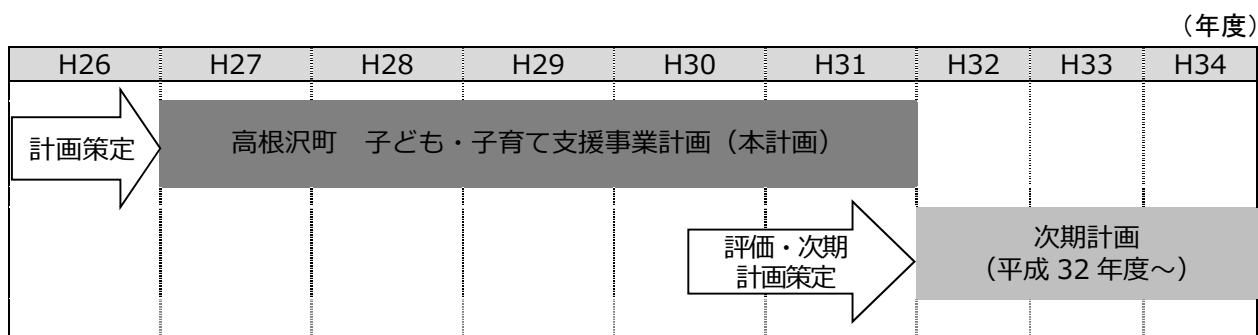 （年度）
H26 H27 H28 H29 H30 H31 H32 H33 H34
計画策定
高根沢町　子ども・子育て支援事業計画（本計画）
評価・次期
計画策定
次期計画
（平成 32 年度～）